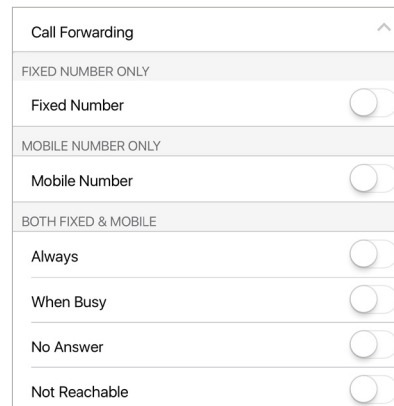 Call Forwarding
FIXED NUMBER ONLY
Fixed Number
MOBILE NUMBER ONLY
Mobile Number
BOTH FIXED & MOBILE
Always
When Busy
No Answer
Not Reachable